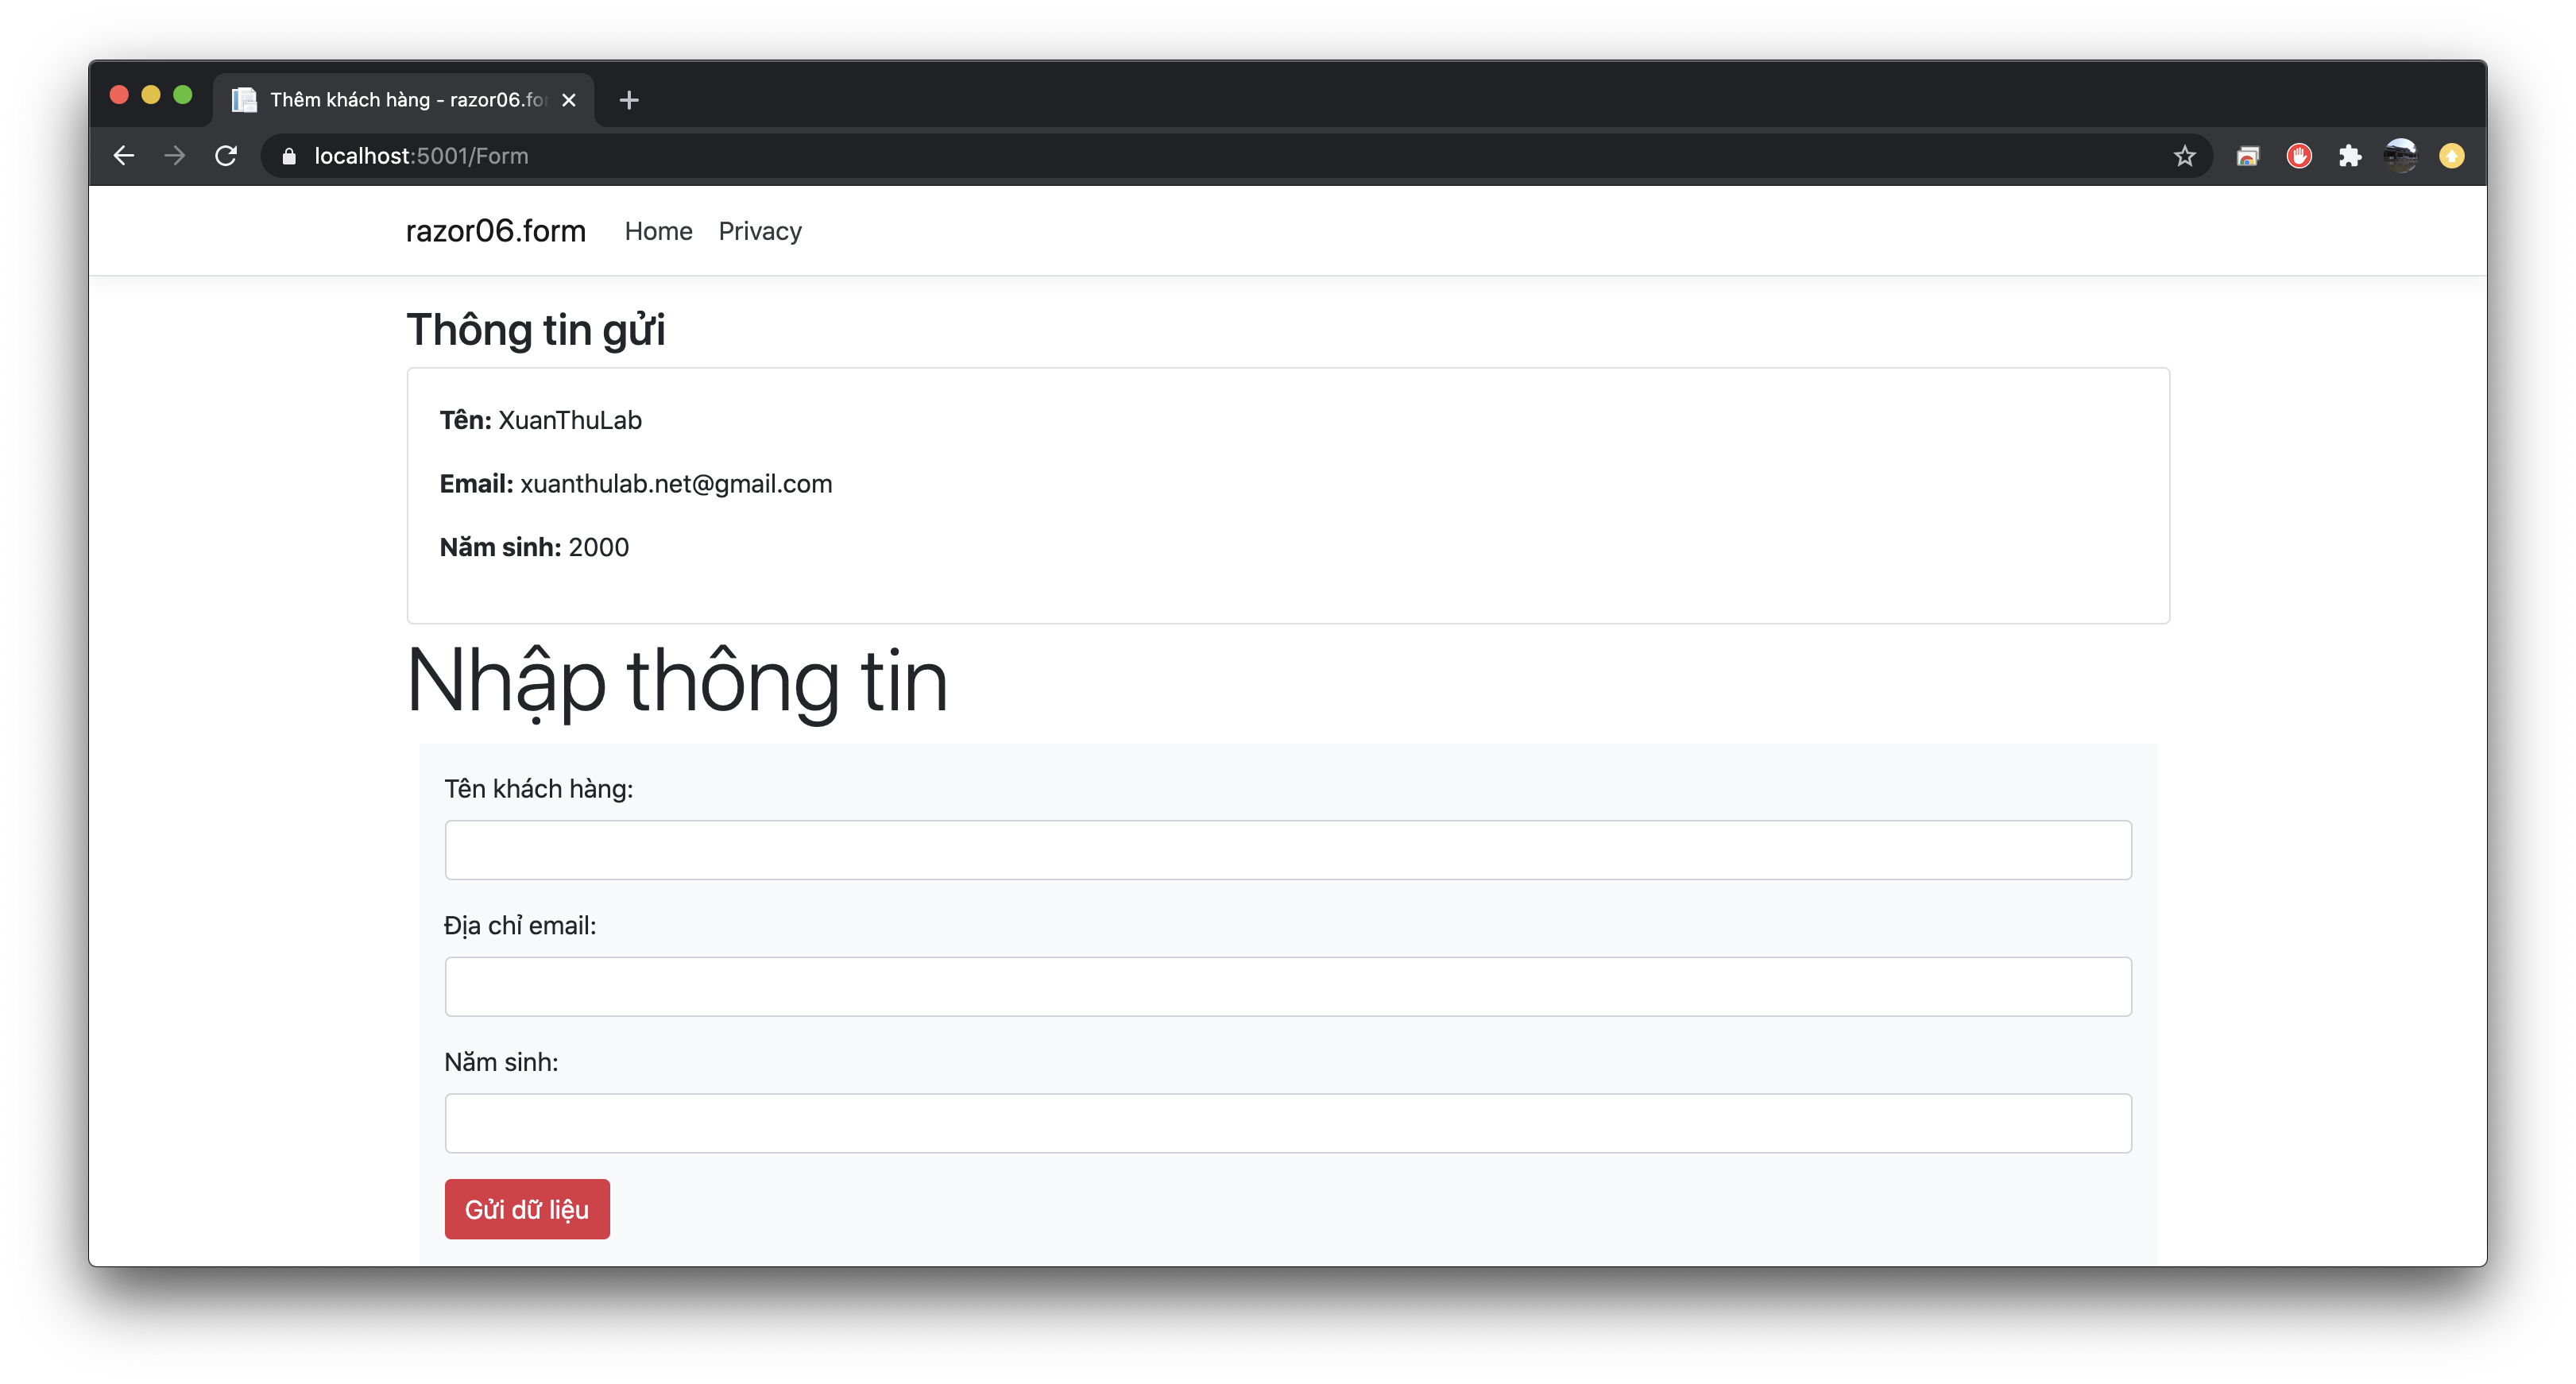 Thêm khách hàng - razor06.for
localhost:5001/Form
razor06.form Home Privacy
Thông tin gửi
Tên: XuanThuLab
Email: xuanthulab.net@gmail.com
Năm sinh: 2000
Nhập thông tin
Tên khách hàng:
Địa chỉ email:
Năm sinh:
Gửi dữ liệu